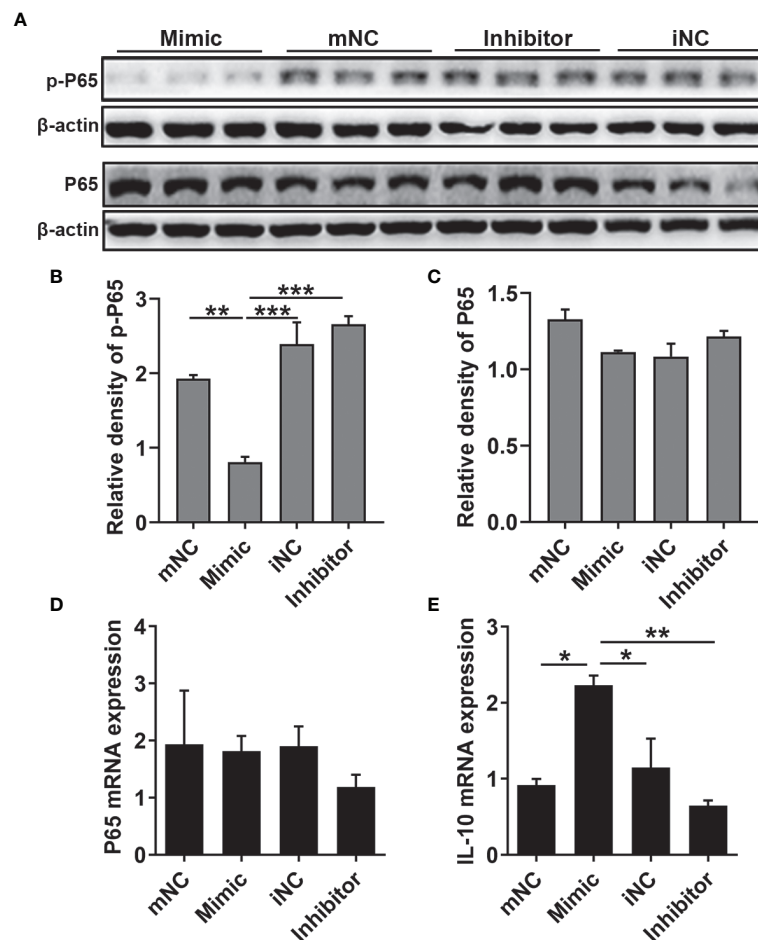 A
Mimic mNC Inhibitor iNC
p-P65
β-actin
P65
β-actin
B
Relative density of p-P65
3
2
1
0
** *** ***
mNC Mimic iNC Inhibitor
C
Relative density of P65
1.5
1.0
0.5
0.0
mNC Mimic iNC Inhibitor
D
P65 mRNA expression
4
3
2
1
0
mNC Mimic iNC Inhibitor
E
IL-10 mRNA expression
3
2
1
0
* * **
mNC Mimic iNC Inhibitor